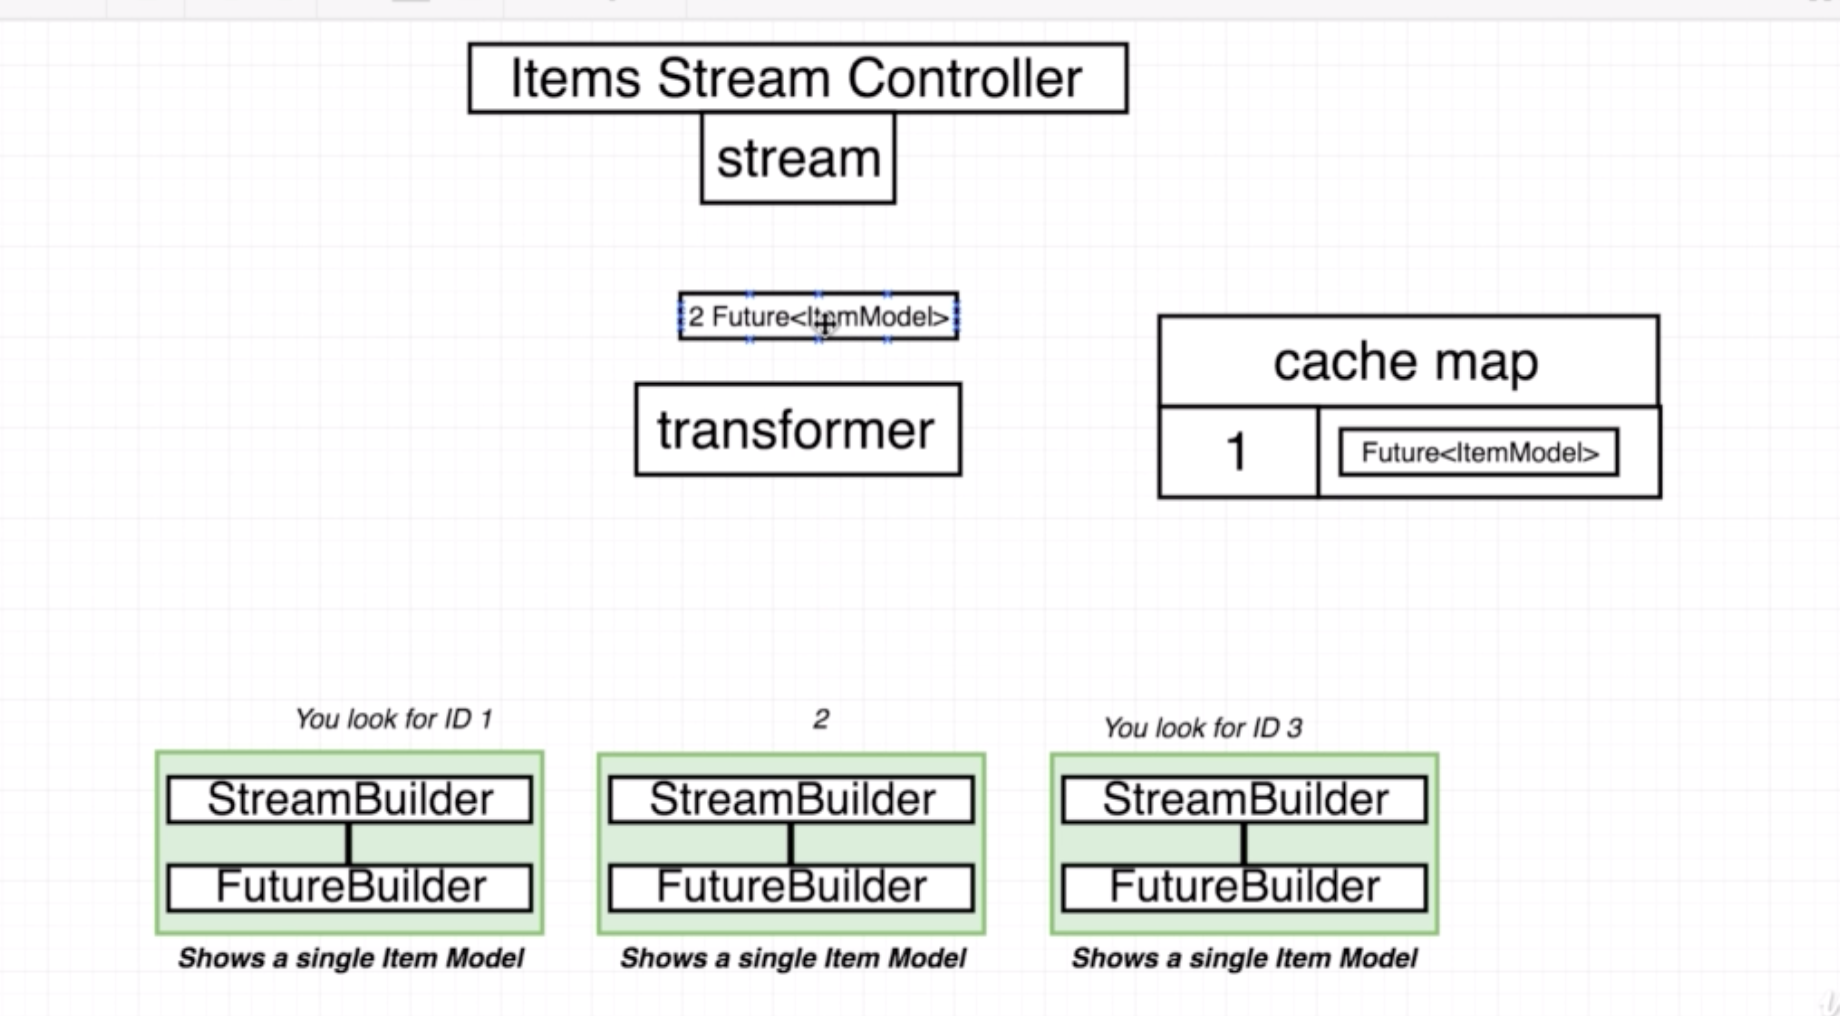 Items Stream Controller
stream
2 Future<ItemModel>
cache map
transformer
1
Future<ItemModel>
You look for ID 1
2
You look for ID 3
StreamBuilder
StreamBuilder
StreamBuilder
FutureBuilder
FutureBuilder
FutureBuilder
Shows a single Item Model
Shows a single Item Model
Shows a single Item Model